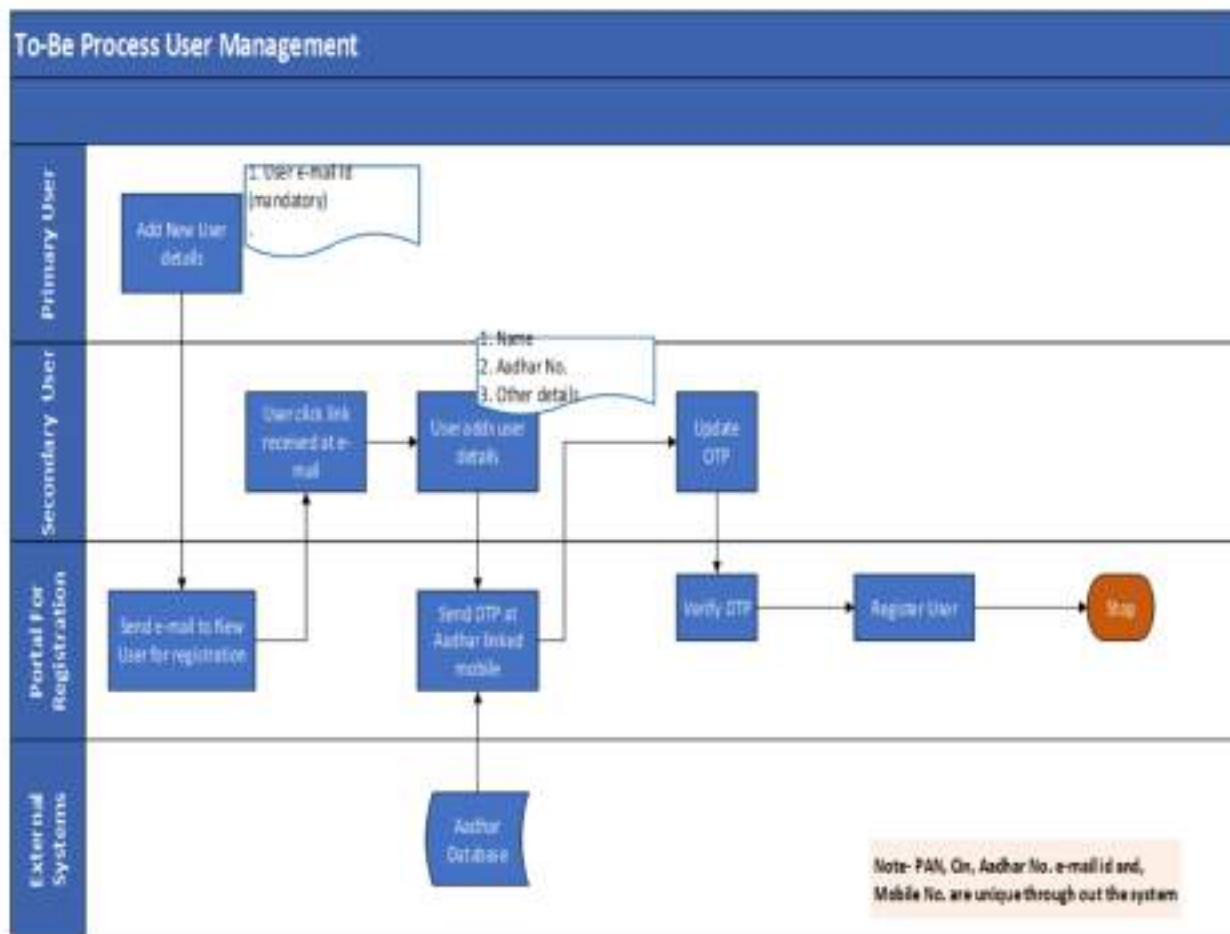 To-Be Process User Management
Primary User
1. User e-mail Id
(mandatory)
.
Add New User
details
Secondary User
1. Name
2. Aadhar No.
3. Other details
User click link
received at e-
mail
User adds user
details
Update
OTP
Portal For
Registration
Send e-mail to New
User for registration
Send OTP at
Aadhar linked
mobile
Verify OTP
Register User
Stop
External
Systems
Aadhar
Database
Note- PAN, Cin, Aadhar No. e-mail id and,
Mobile No. are unique through out the system